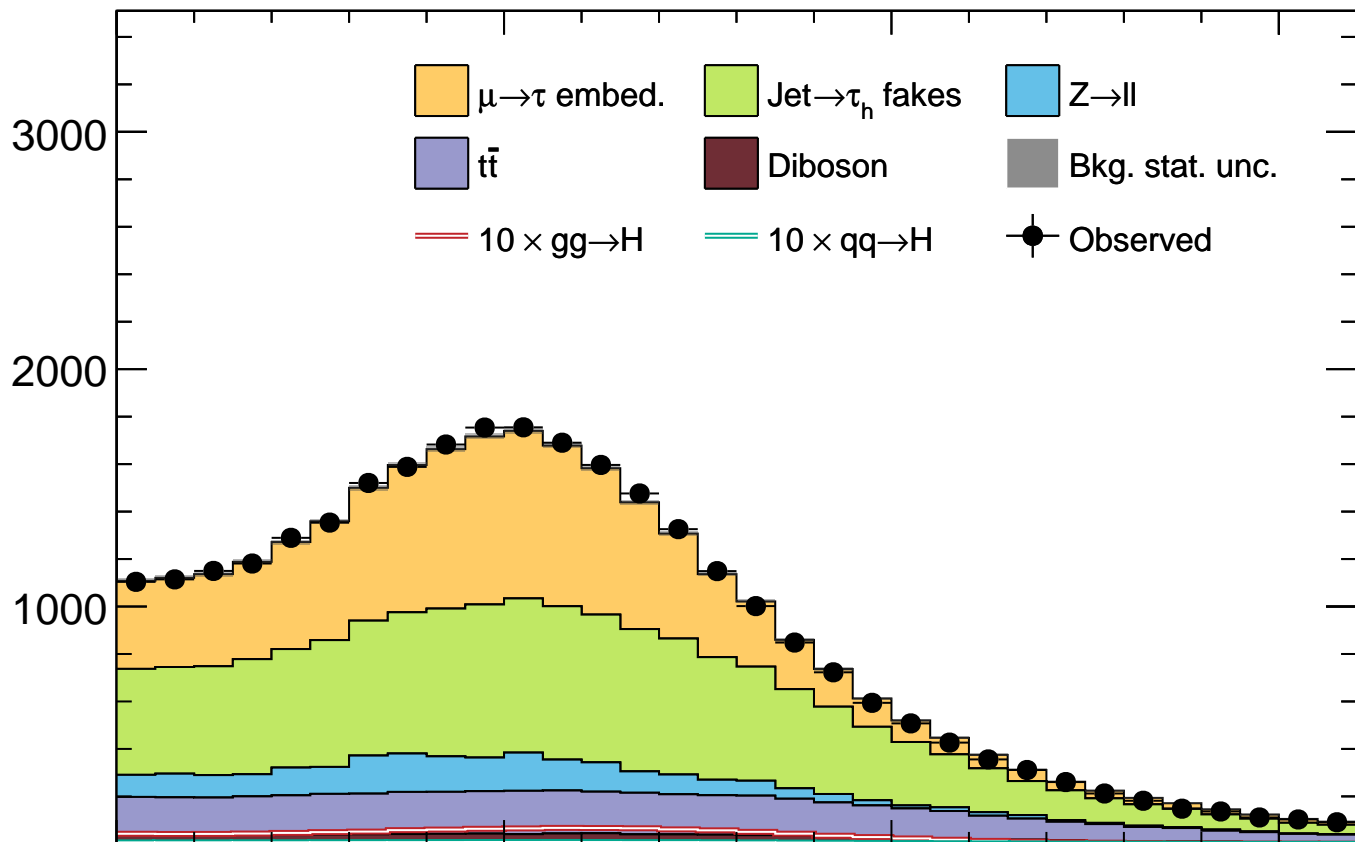 μ→τ embed. Jet→τh fakes Z→ll
3000
tt̄ Diboson Bkg. stat. unc.
10 × gg→H 10 × qq→H Observed
2000
1000